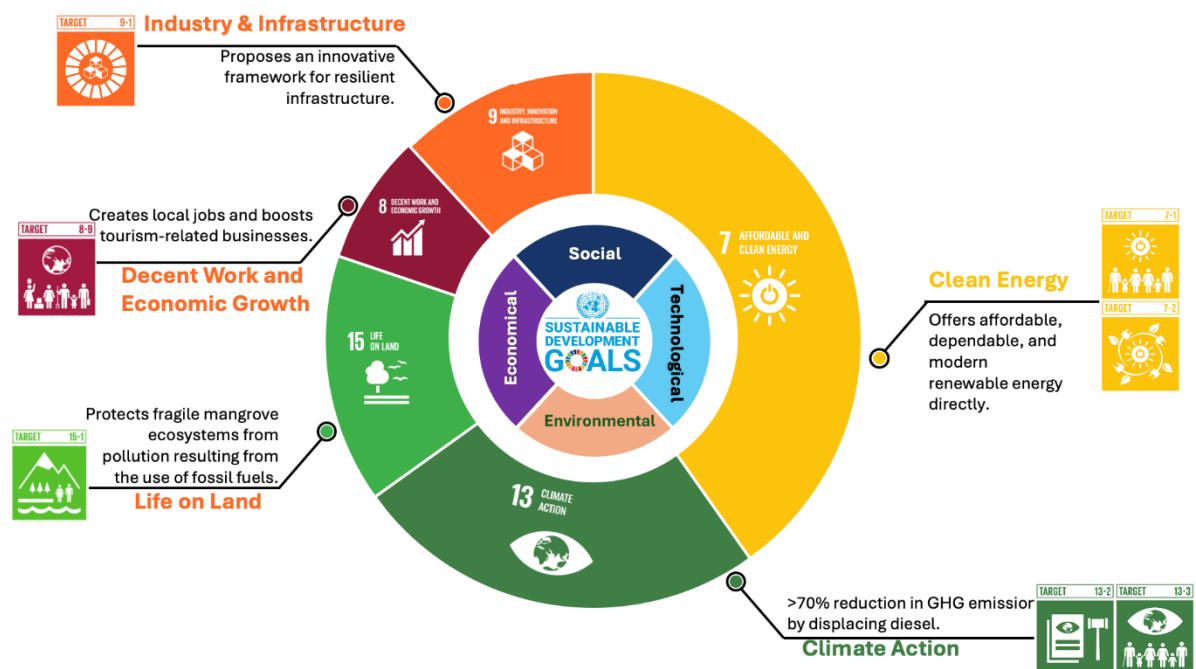 TARGET 9·1
Industry & Infrastructure
Proposes an innovative
framework for resilient
infrastructure.
9 INDUSTRY, INNOVATION
AND INFRASTRUCTURE
8 DECENT WORK AND
ECONOMIC GROWTH
TARGET 8·9
Creates local jobs and boosts
tourism-related businesses.
Decent Work and
Economic Growth
7 AFFORDABLE AND
CLEAN ENERGY
TARGET 7·1
TARGET 7·2
Clean Energy
Offers affordable,
dependable, and
modern
renewable energy
directly.
Social
Economical
Technological
Environmental
SUSTAINABLE
DEVELOPMENT
GOALS
15 LIFE
ON LAND
TARGET 15·1
Protects fragile mangrove
ecosystems from
pollution resulting from
the use of fossil fuels.
Life on Land
13 CLIMATE
ACTION
>70% reduction in GHG emission
by displacing diesel.
Climate Action
TARGET 13·2
TARGET 13·3